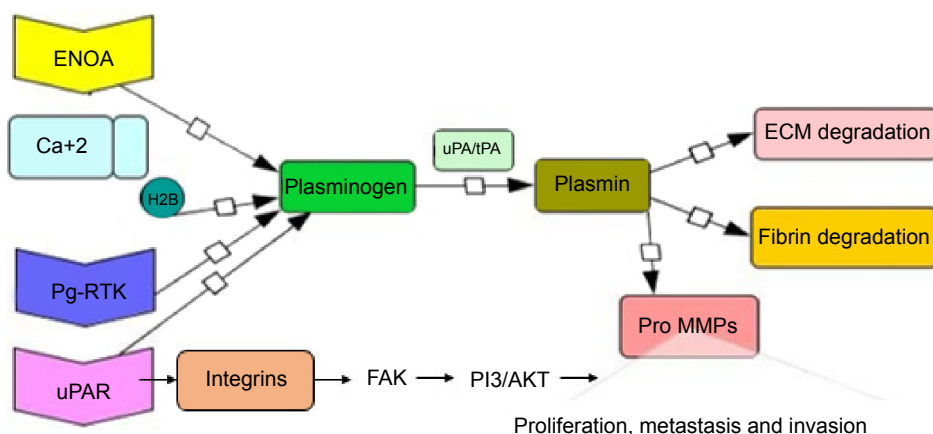 ENOA
Ca+2
H2B
Pg-RTK
uPAR
Plasminogen
uPA/tPA
Plasmin
ECM degradation
Fibrin degradation
Pro MMPs
Integrins
FAK
PI3/AKT
Proliferation, metastasis and invasion